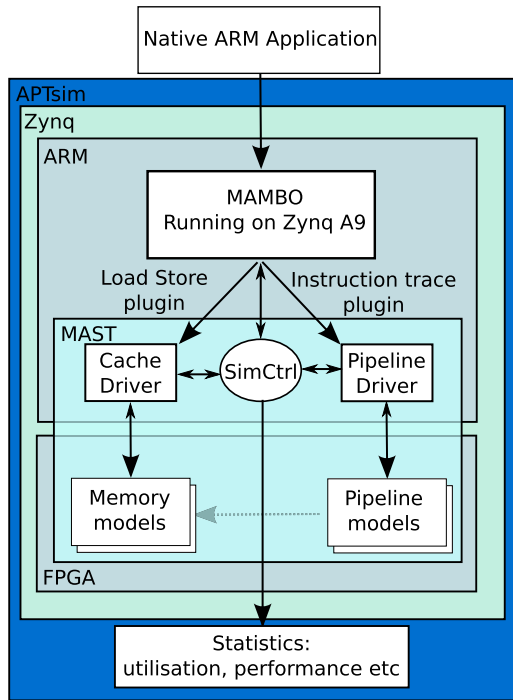 Native ARM Application
APTsim
Zynq
ARM
MAMBO
Running on Zynq A9
Load Store
plugin
Instruction trace
plugin
MAST
Cache
Driver
SimCtrl
Pipeline
Driver
Memory
models
Pipeline
models
FPGA
Statistics:
utilisation, performance etc